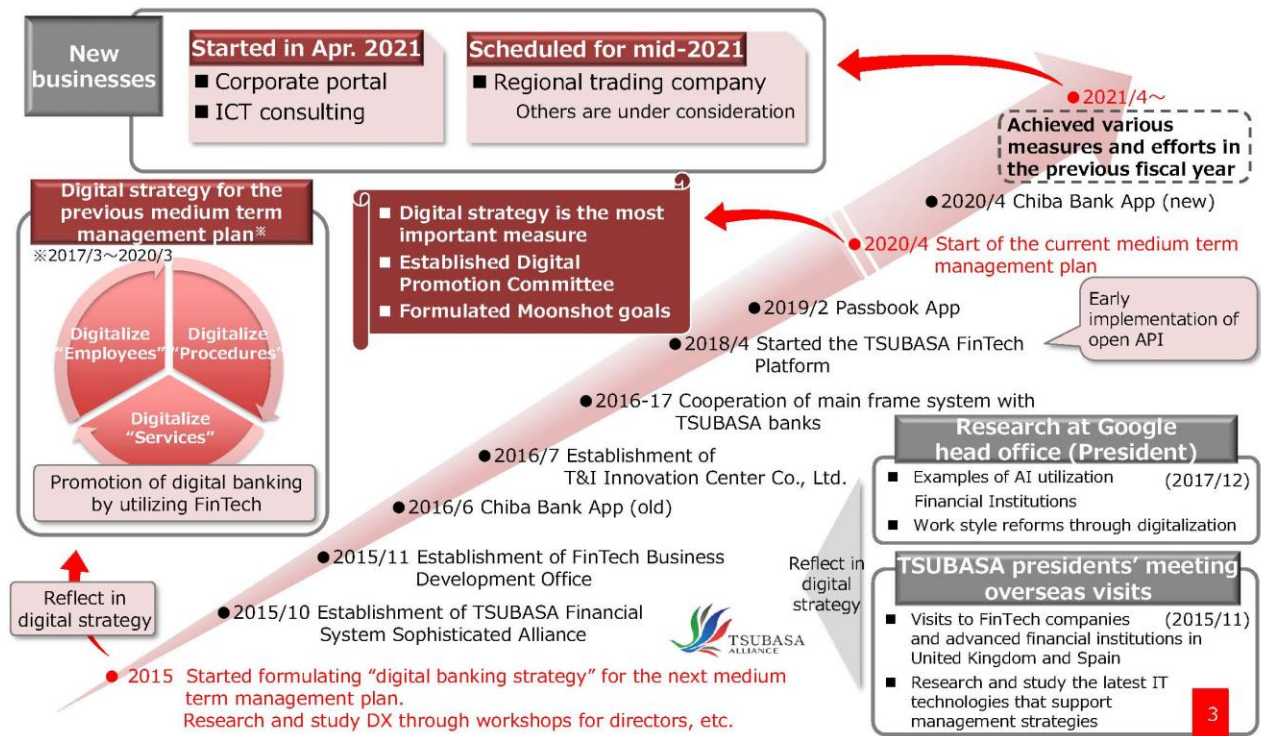 New
businesses
Started in Apr. 2021
■ Corporate portal
■ ICT consulting
Scheduled for mid-2021
■ Regional trading company
Others are under consideration
2021/4～
Achieved various
measures and efforts in
the previous fiscal year
Digital strategy for the
previous medium term
management plan※
※2017/3～2020/3
Digitalize
"Employees"
Digitalize
"Procedures"
Digitalize
"Services"
Promotion of digital banking
by utilizing FinTech
■ Digital strategy is the most
important measure
■ Established Digital
Promotion Committee
■ Formulated Moonshot goals
2020/4 Chiba Bank App (new)
2020/4 Start of the current medium term
management plan
2019/2 Passbook App
2018/4 Started the TSUBASA FinTech
Platform
Early
implementation of
open API
2016-17 Cooperation of main frame system with
TSUBASA banks
2016/7 Establishment of
T&I Innovation Center Co., Ltd.
2016/6 Chiba Bank App (old)
2015/11 Establishment of FinTech Business
Development Office
2015/10 Establishment of TSUBASA Financial
System Sophisticated Alliance
TSUBASA
ALLIANCE
Reflect in
digital strategy
2015 Started formulating "digital banking strategy" for the next medium
term management plan.
Research and study DX through workshops for directors, etc.
Reflect in
digital
strategy
Research at Google
head office (President)
■ Examples of AI utilization (2017/12)
Financial Institutions
■ Work style reforms through digitalization
TSUBASA presidents' meeting
overseas visits
■ Visits to FinTech companies (2015/11)
and advanced financial institutions in
United Kingdom and Spain
■ Research and study the latest IT
technologies that support
management strategies
3